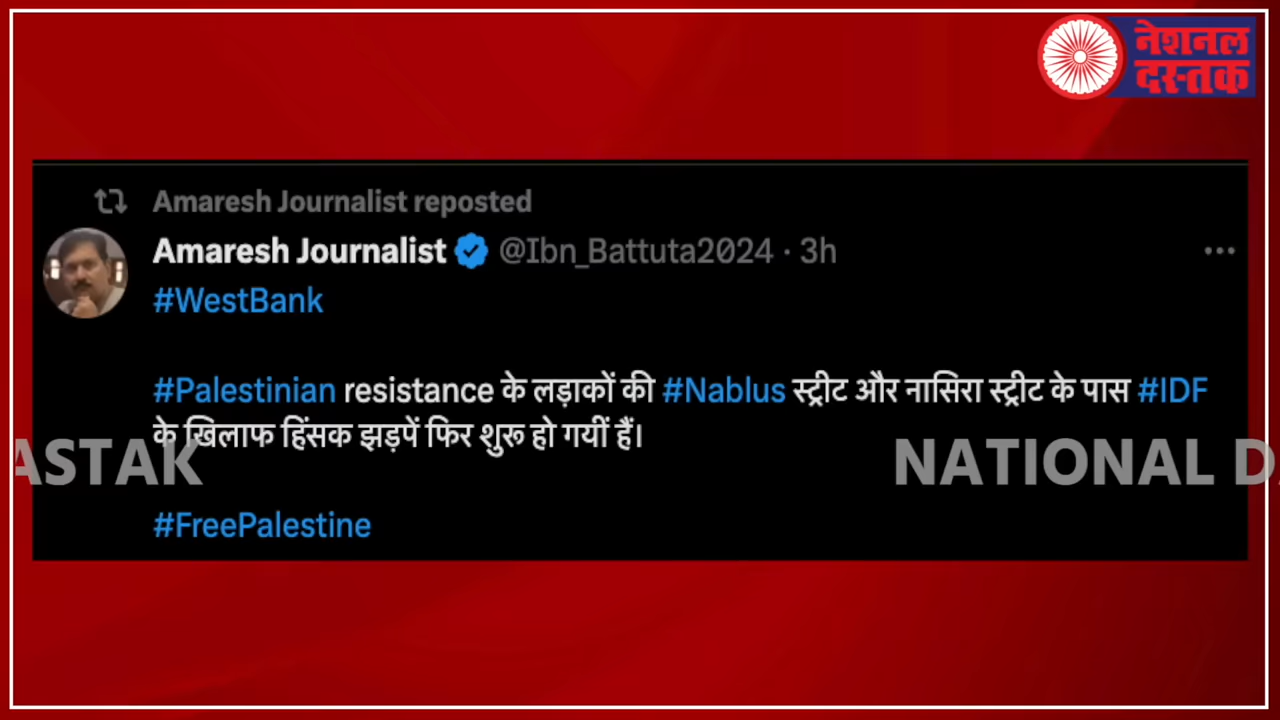 नेशनल
दस्तक
Amaresh Journalist reposted
Amaresh Journalist @Ibn_Battuta2024 · 3h
#WestBank
#Palestinian resistance के लड़ाकों की #Nablus स्ट्रीट और नासिरा स्ट्रीट के पास #IDF
के खिलाफ हिंसक झड़पें फिर शुरू हो गयीं हैं।
ASTAK NATIONAL DA
#FreePalestine